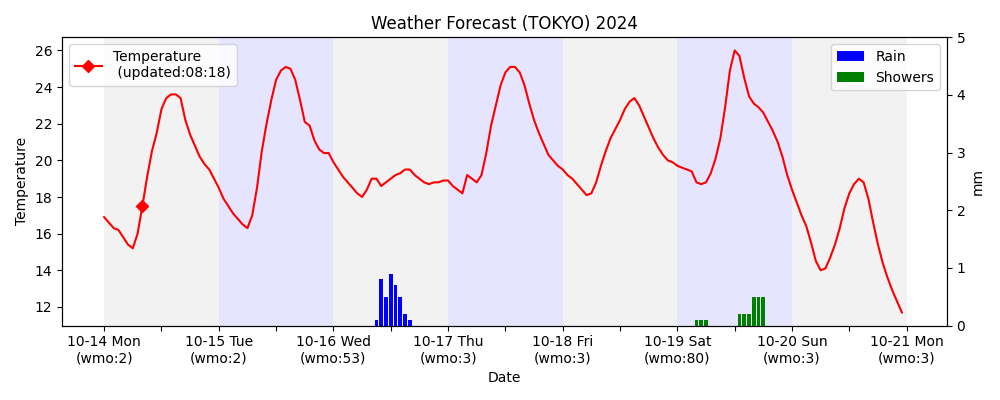 Weather Forecast (TOKYO) 2024
Temperature
(updated:08:18)
Rain
Showers
Temperature
26
24
22
20
18
16
14
12
5
4
3
2
1
0
mm
10-14 Mon
(wmo:2)
10-15 Tue
(wmo:2)
10-16 Wed
(wmo:53)
10-17 Thu
(wmo:3)
10-18 Fri
(wmo:3)
10-19 Sat
(wmo:80)
10-20 Sun
(wmo:3)
10-21 Mon
(wmo:3)
Date